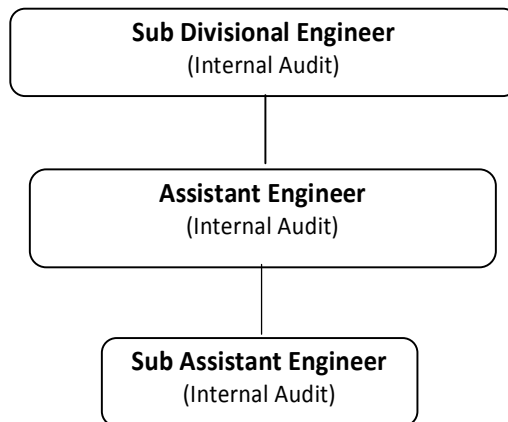 Sub Divisional Engineer
(Internal Audit)
Assistant Engineer
(Internal Audit)
Sub Assistant Engineer
(Internal Audit)